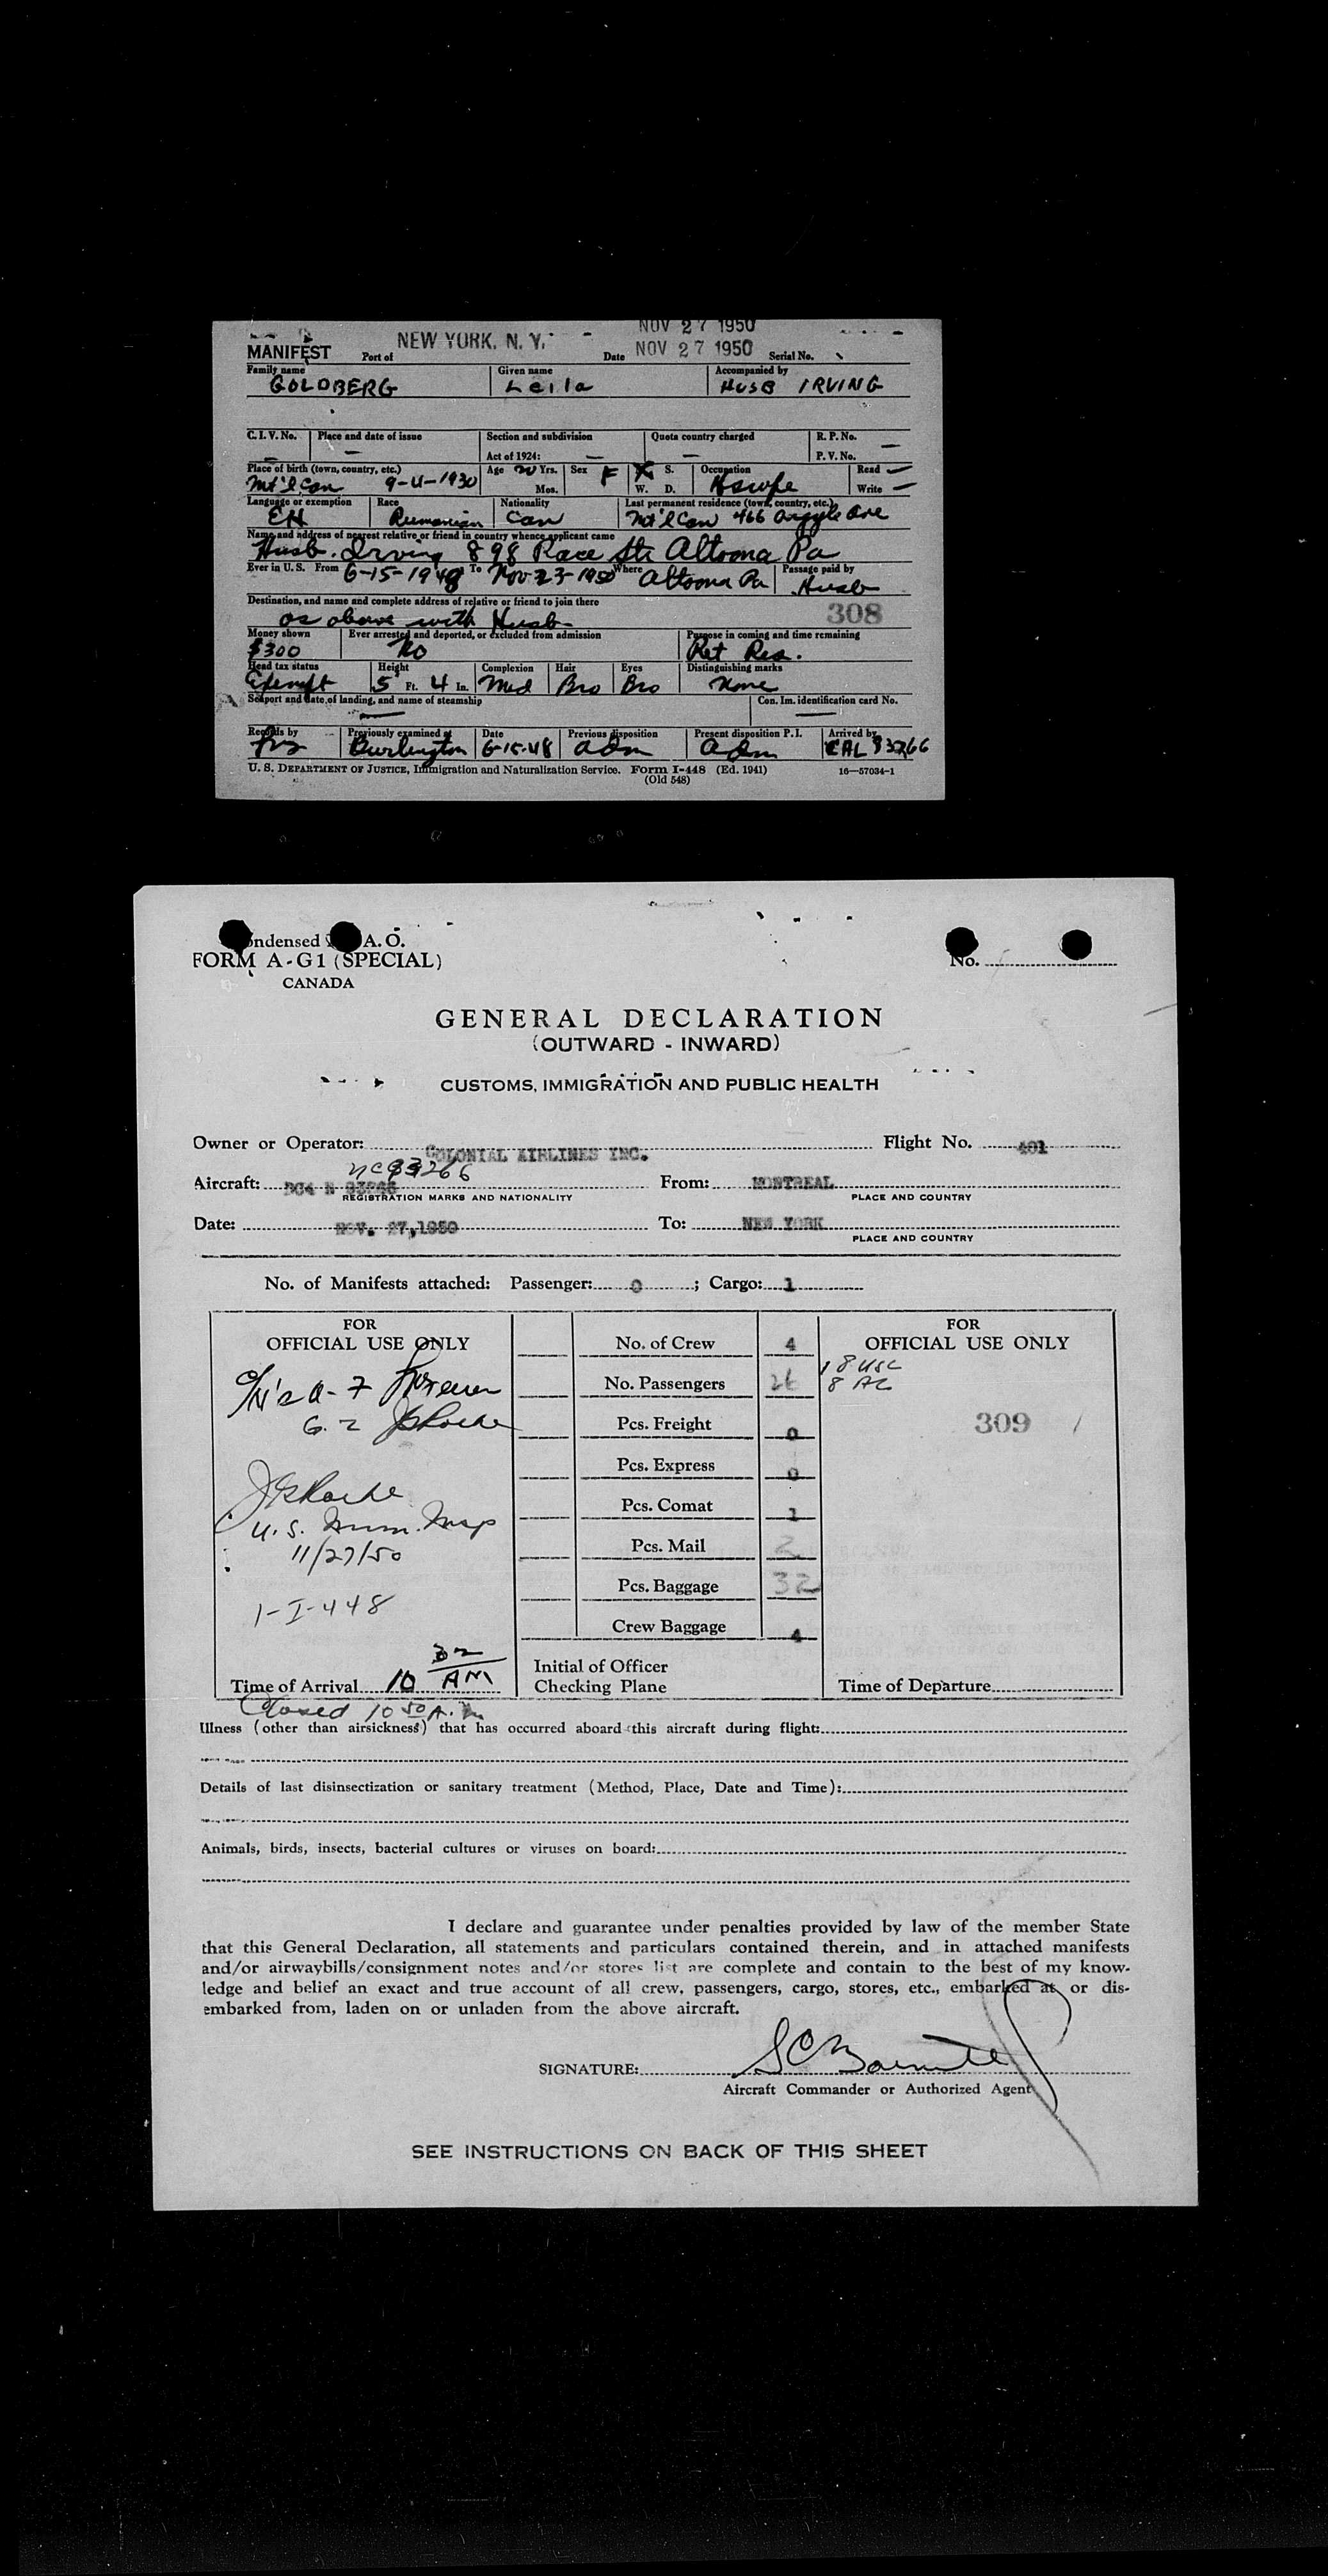 NOV 27 1950
MANIFEST Port of NEW YORK, N. Y. Date NOV 27 1950 Serial No.
Family name Given name Accompanied by
GOLDBERG Leila HUSB IRVING
C. I. V. No. Place and date of issue Section and subdivision Quota country charged R. P. No. —
— — Act of 1924: — — P. V. No.
Place of birth (town, country, etc.) Age 20 Yrs. Sex F X S. Occupation Read —
Mt'l Can 9-4-1930 Mos. W. D. Hswfe Write —
Language or exemption Race Nationality Last permanent residence (town, country, etc.)
EH Rumanian Can Mt'l Can 466 Argyle Ave
Name and address of nearest relative or friend in country whence applicant came
Husb. Irving 898 Race St. Altoona Pa
Ever in U. S. From 6-15-1948 To Nov-23-1950 Where Altoona Pa Passage paid by Husb
Destination, and name and complete address of relative or friend to join there
as above with Husb. 308
Money shown Ever arrested and deported, or excluded from admission Purpose in coming and time remaining
$300 No Ret Res.
Head tax status Height Complexion Hair Eyes Distinguishing marks
Exempt 5 Ft. 4 In. Med Bro Bro None
Seaport and date of landing, and name of steamship Con. Im. identification card No.
— —
Records by Previously examined at Date Previous disposition Present disposition P. I. Arrived by
Burlington 6-15-48 adm adm CAL 93266
U. S. DEPARTMENT OF JUSTICE, Immigration and Naturalization Service. Form I-448 (Ed. 1941) 16—57034-1
(Old 548)
ndensed A. O.
FORM A-G1 (SPECIAL) No.
CANADA
GENERAL DECLARATION
(OUTWARD - INWARD)
CUSTOMS, IMMIGRATION AND PUBLIC HEALTH
Owner or Operator: COLONIAL AIRLINES INC. Flight No. 401
NC93266
Aircraft: DC4 N 93266 From: MONTREAL
REGISTRATION MARKS AND NATIONALITY PLACE AND COUNTRY
Date: NOV. 27, 1950 To: NEW YORK
PLACE AND COUNTRY
No. of Manifests attached: Passenger: 0 ; Cargo: 1
FOR FOR
OFFICIAL USE ONLY No. of Crew 4 OFFICIAL USE ONLY
18 USC
No. Passengers 26 8 AL
G. 2 JGRoche Pcs. Freight 0 309
Pcs. Express 0
JGRoche Pcs. Comat 1
U. S. Imm. Insp
11/27/50 Pcs. Mail 2
Pcs. Baggage 32
1-I-448 Crew Baggage 4
Time of Arrival 10 32 AM Initial of Officer Checking Plane Time of Departure
Closed 10 50 A. M
Illness (other than airsickness) that has occurred aboard this aircraft during flight:
Details of last disinsectization or sanitary treatment (Method, Place, Date and Time):
Animals, birds, insects, bacterial cultures or viruses on board:
I declare and guarantee under penalties provided by law of the member State
that this General Declaration, all statements and particulars contained therein, and in attached manifests
and/or airwaybills/consignment notes and/or stores list are complete and contain to the best of my know-
ledge and belief an exact and true account of all crew, passengers, cargo, stores, etc., embarked at, or dis-
embarked from, laden on or unladen from the above aircraft.
SIGNATURE:
Aircraft Commander or Authorized Agent
SEE INSTRUCTIONS ON BACK OF THIS SHEET